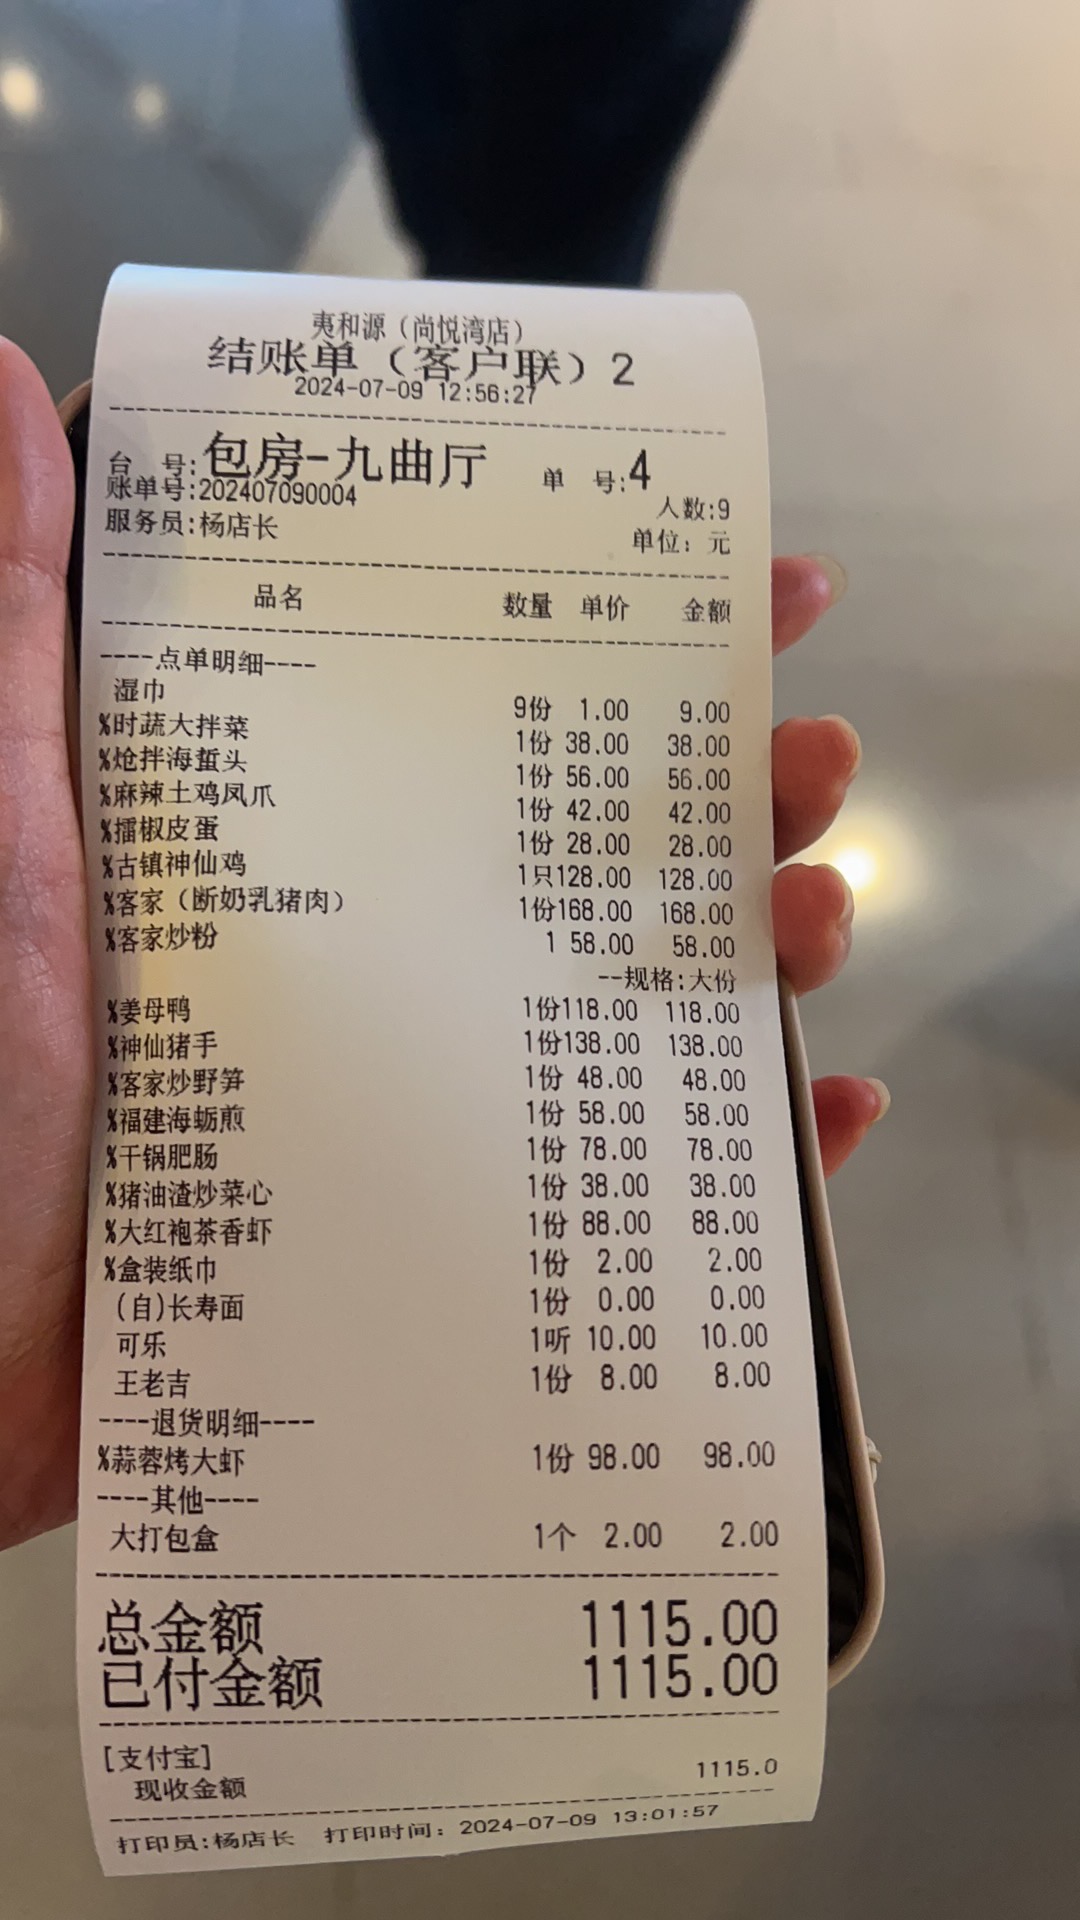 夷和源（尚悦湾店）
结账单（客户联）2
2024-07-09 12:56:27
台 号:包房-九曲厅 单 号:4
账单号:202407090004 人数:9
服务员:杨店长 单位：元
品名 数量 单价 金额
----点单明细----
湿巾 9份 1.00 9.00
%时蔬大拌菜 1份 38.00 38.00
%炝拌海蜇头 1份 56.00 56.00
%麻辣土鸡凤爪 1份 42.00 42.00
%擂椒皮蛋 1份 28.00 28.00
%古镇神仙鸡 1只128.00 128.00
%客家（断奶乳猪肉） 1份168.00 168.00
%客家炒粉 1 58.00 58.00
--规格:大份
%姜母鸭 1份118.00 118.00
%神仙猪手 1份138.00 138.00
%客家炒野笋 1份 48.00 48.00
%福建海蛎煎 1份 58.00 58.00
%干锅肥肠 1份 78.00 78.00
%猪油渣炒菜心 1份 38.00 38.00
%大红袍茶香虾 1份 88.00 88.00
%盒装纸巾 1份 2.00 2.00
(自)长寿面 1份 0.00 0.00
可乐 1听 10.00 10.00
王老吉 1份 8.00 8.00
----退货明细----
%蒜蓉烤大虾 1份 98.00 98.00
----其他----
大打包盒 1个 2.00 2.00
总金额 1115.00
已付金额 1115.00
[支付宝]
现收金额 1115.0
打印员:杨店长 打印时间：2024-07-09 13:01:57